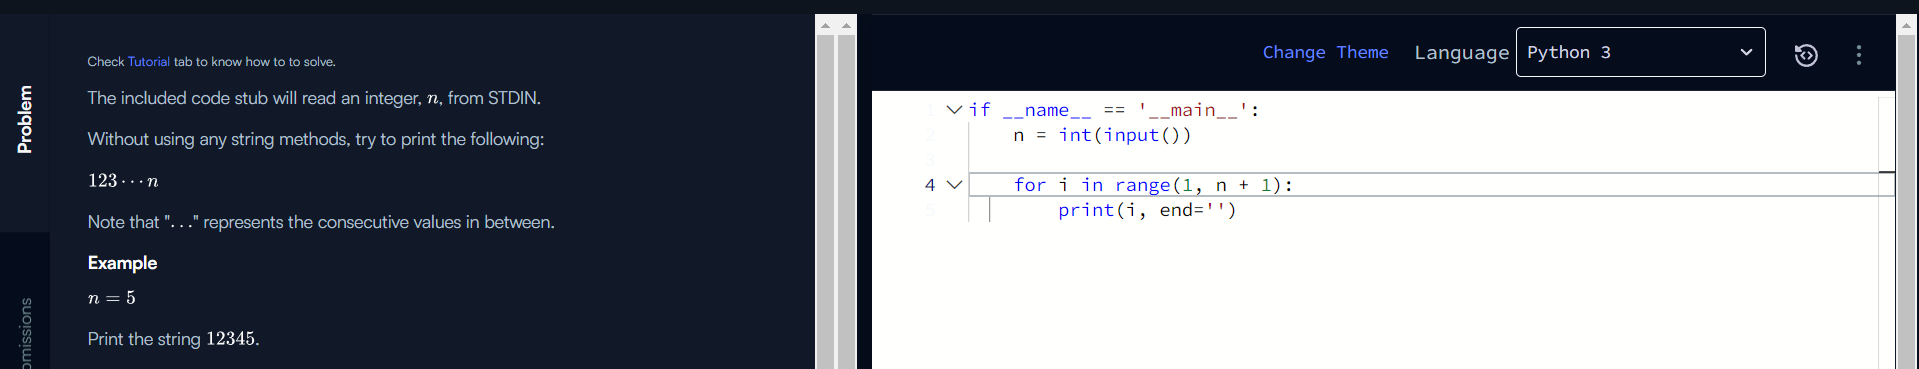 Problem
omissions
Check Tutorial tab to know how to to solve.
The included code stub will read an integer, n, from STDIN.
Without using any string methods, try to print the following:
123···n
Note that "..." represents the consecutive values in between.
Example
n = 5
Print the string 12345.
Change Theme Language Python 3
1 if __name__ == '__main__':
2 n = int(input())
3
4 for i in range(1, n + 1):
5 print(i, end='')